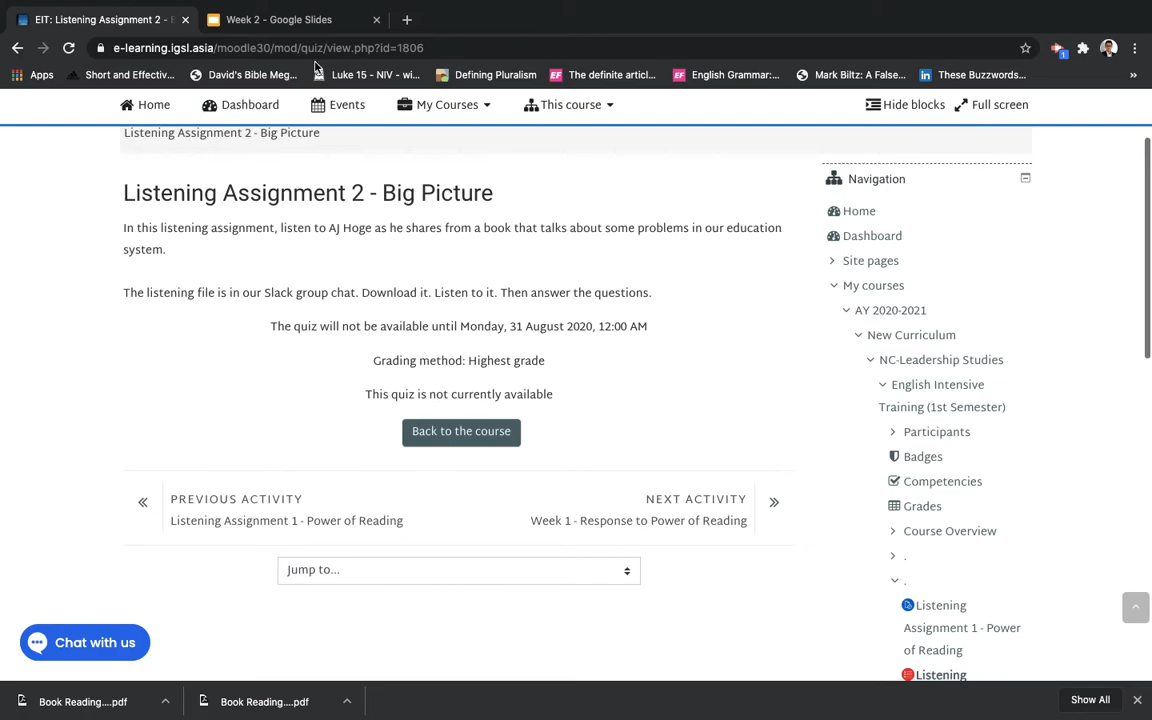 EIT: Listening Assignment 2 - E
Week 2 - Google Slides
e-learning.igsl.asia/moodle30/mod/quiz/view.php?id=1806
1
Apps
Short and Effectiv...
David's Bible Meg...
Luke 15 - NIV - wi...
Defining Pluralism
EF
The definite articl...
EF
English Grammar:...
Mark Biltz: A False...
in
These Buzzwords...
»
Home
Dashboard
Events
My Courses
This course
Hide blocks
Full screen
Listening Assignment 2 - Big Picture
Listening Assignment 2 - Big Picture
In this listening assignment, listen to AJ Hoge as he shares from a book that talks about some problems in our education
system.
The listening file is in our Slack group chat. Download it. Listen to it. Then answer the questions.
The quiz will not be available until Monday, 31 August 2020, 12:00 AM
Grading method: Highest grade
This quiz is not currently available
Back to the course
PREVIOUS ACTIVITY
Listening Assignment 1 - Power of Reading
NEXT ACTIVITY
Week 1 - Response to Power of Reading
Jump to...
Navigation
Home
Dashboard
Site pages
My courses
AY 2020-2021
New Curriculum
NC-Leadership Studies
English Intensive
Training (1st Semester)
Participants
Badges
Competencies
Grades
Course Overview
.
.
Listening
Assignment 1 - Power
of Reading
Listening
Chat with us
Book Reading....pdf
Book Reading....pdf
Show All